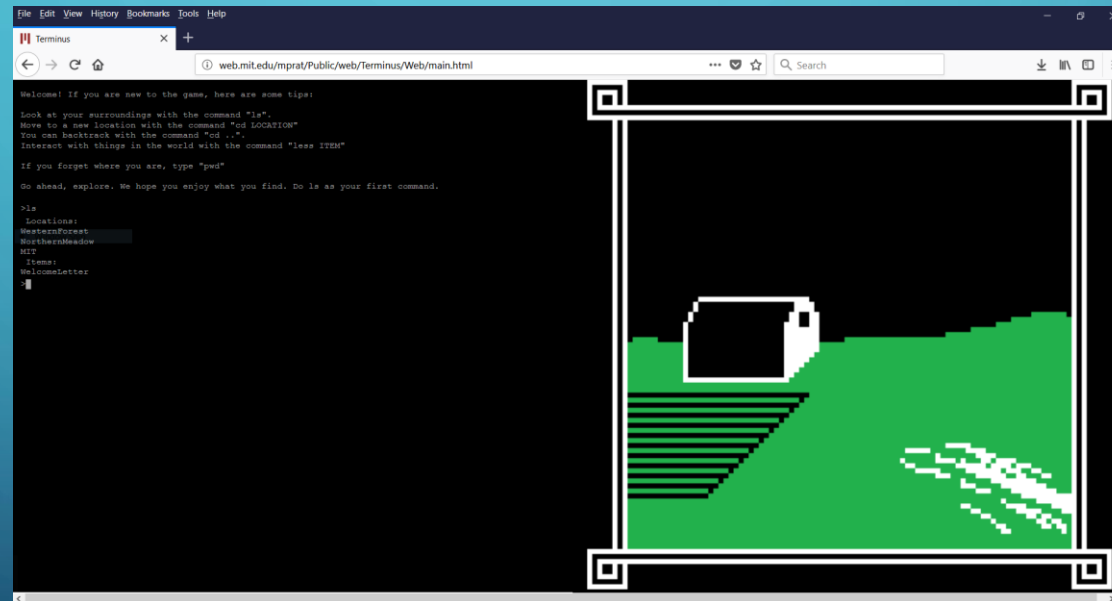 File Edit View History Bookmarks Tools Help
Terminus
web.mit.edu/mprat/Public/web/Terminus/Web/main.html
Search
Welcome! If you are new to the game, here are some tips:
Look at your surroundings with the command "ls".
Move to a new location with the command "cd LOCATION"
You can backtrack with the command "cd ..".
Interact with things in the world with the command "less ITEM"
If you forget where you are, type "pwd"
Go ahead, explore. We hope you enjoy what you find. Do ls as your first command.
>ls
Locations:
WesternForest
NorthernMeadow
MIT
Items:
WelcomeLetter
>